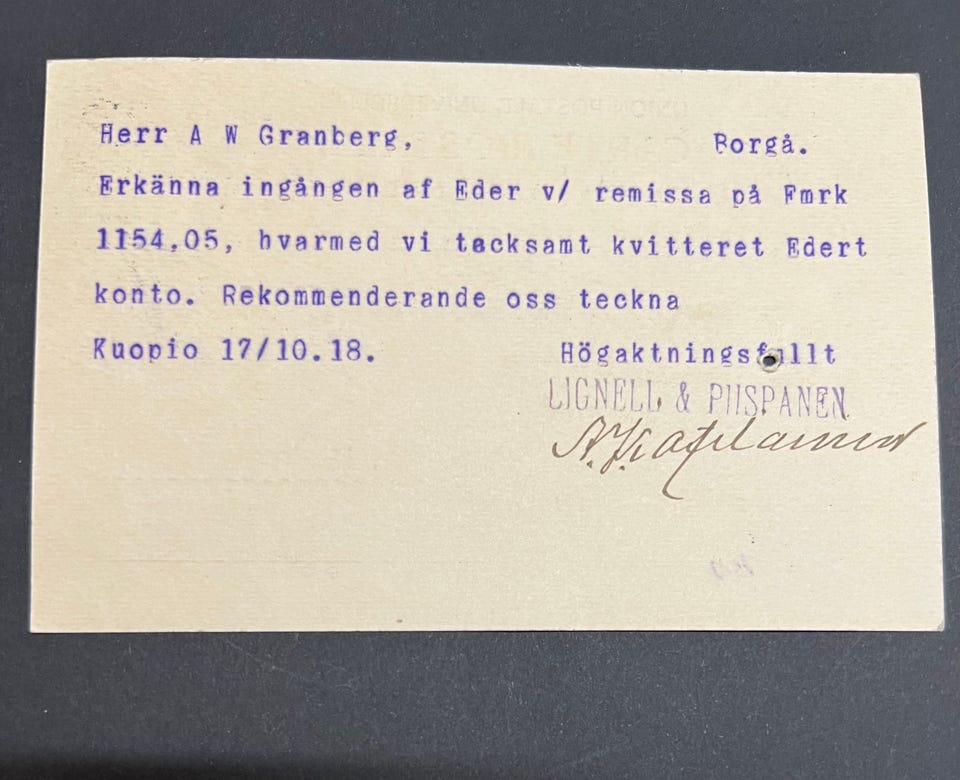 Herr A W Granberg, Borgå.
Erkänna ingången af Eder v/ remissa på Fmrk
1154,05, hvarmed vi tacksamt kvitteret Edert
konto. Rekommenderande oss teckna
Kuopio 17/10.18. Högaktningsfullt
LIGNELL & PIISPANEN